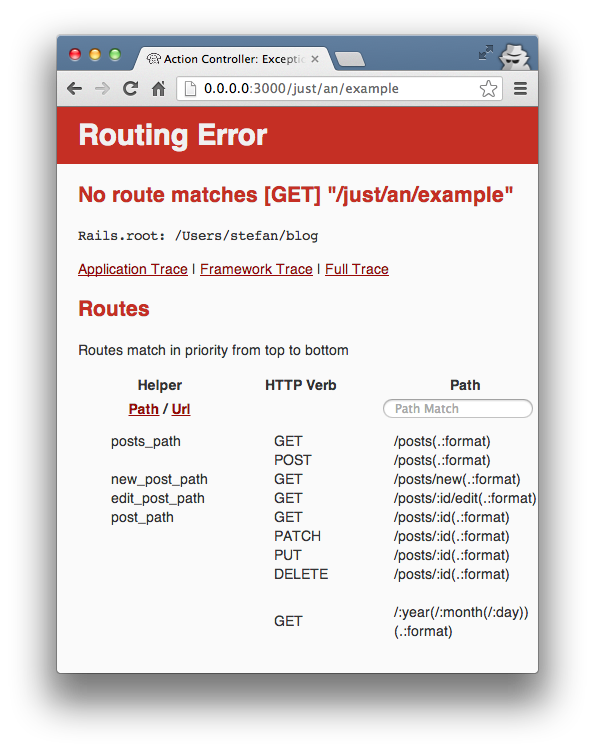 Action Controller: Excepti
0.0.0.0:3000/just/an/example
Routing Error
No route matches [GET] "/just/an/example"
Rails.root: /Users/stefan/blog
Application Trace | Framework Trace | Full Trace
Routes
Routes match in priority from top to bottom
Helper HTTP Verb Path
Path / Url Path Match
posts_path GET /posts(.:format)
POST /posts(.:format)
new_post_path GET /posts/new(.:format)
edit_post_path GET /posts/:id/edit(.:format)
post_path GET /posts/:id(.:format)
PATCH /posts/:id(.:format)
PUT /posts/:id(.:format)
DELETE /posts/:id(.:format)
GET /:year(/:month(/:day))
(.:format)